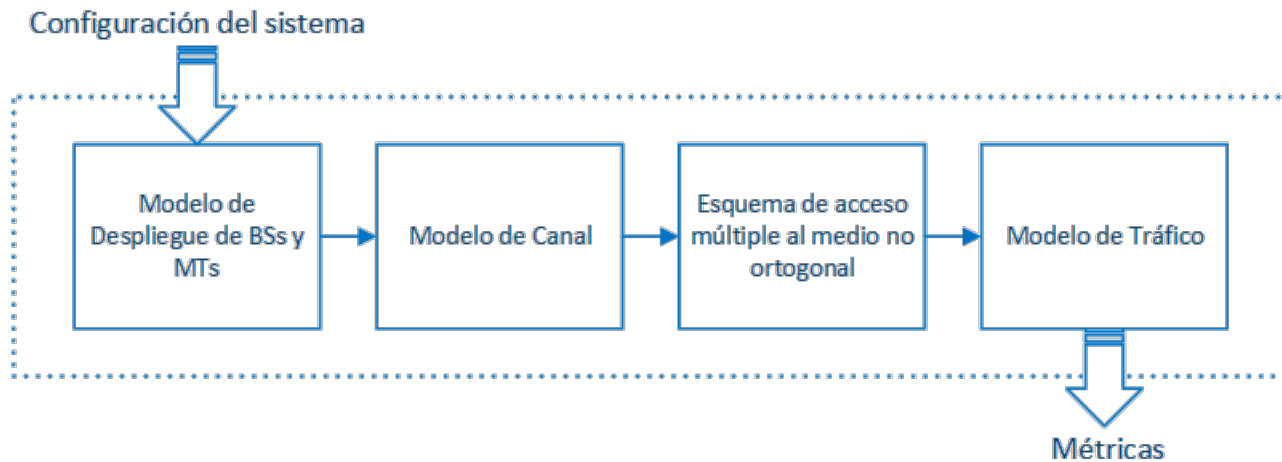 Configuración del sistema
Modelo de
Despliegue de BSs y
MTs
Modelo de Canal
Esquema de acceso
múltiple al medio no
ortogonal
Modelo de Tráfico
Métricas